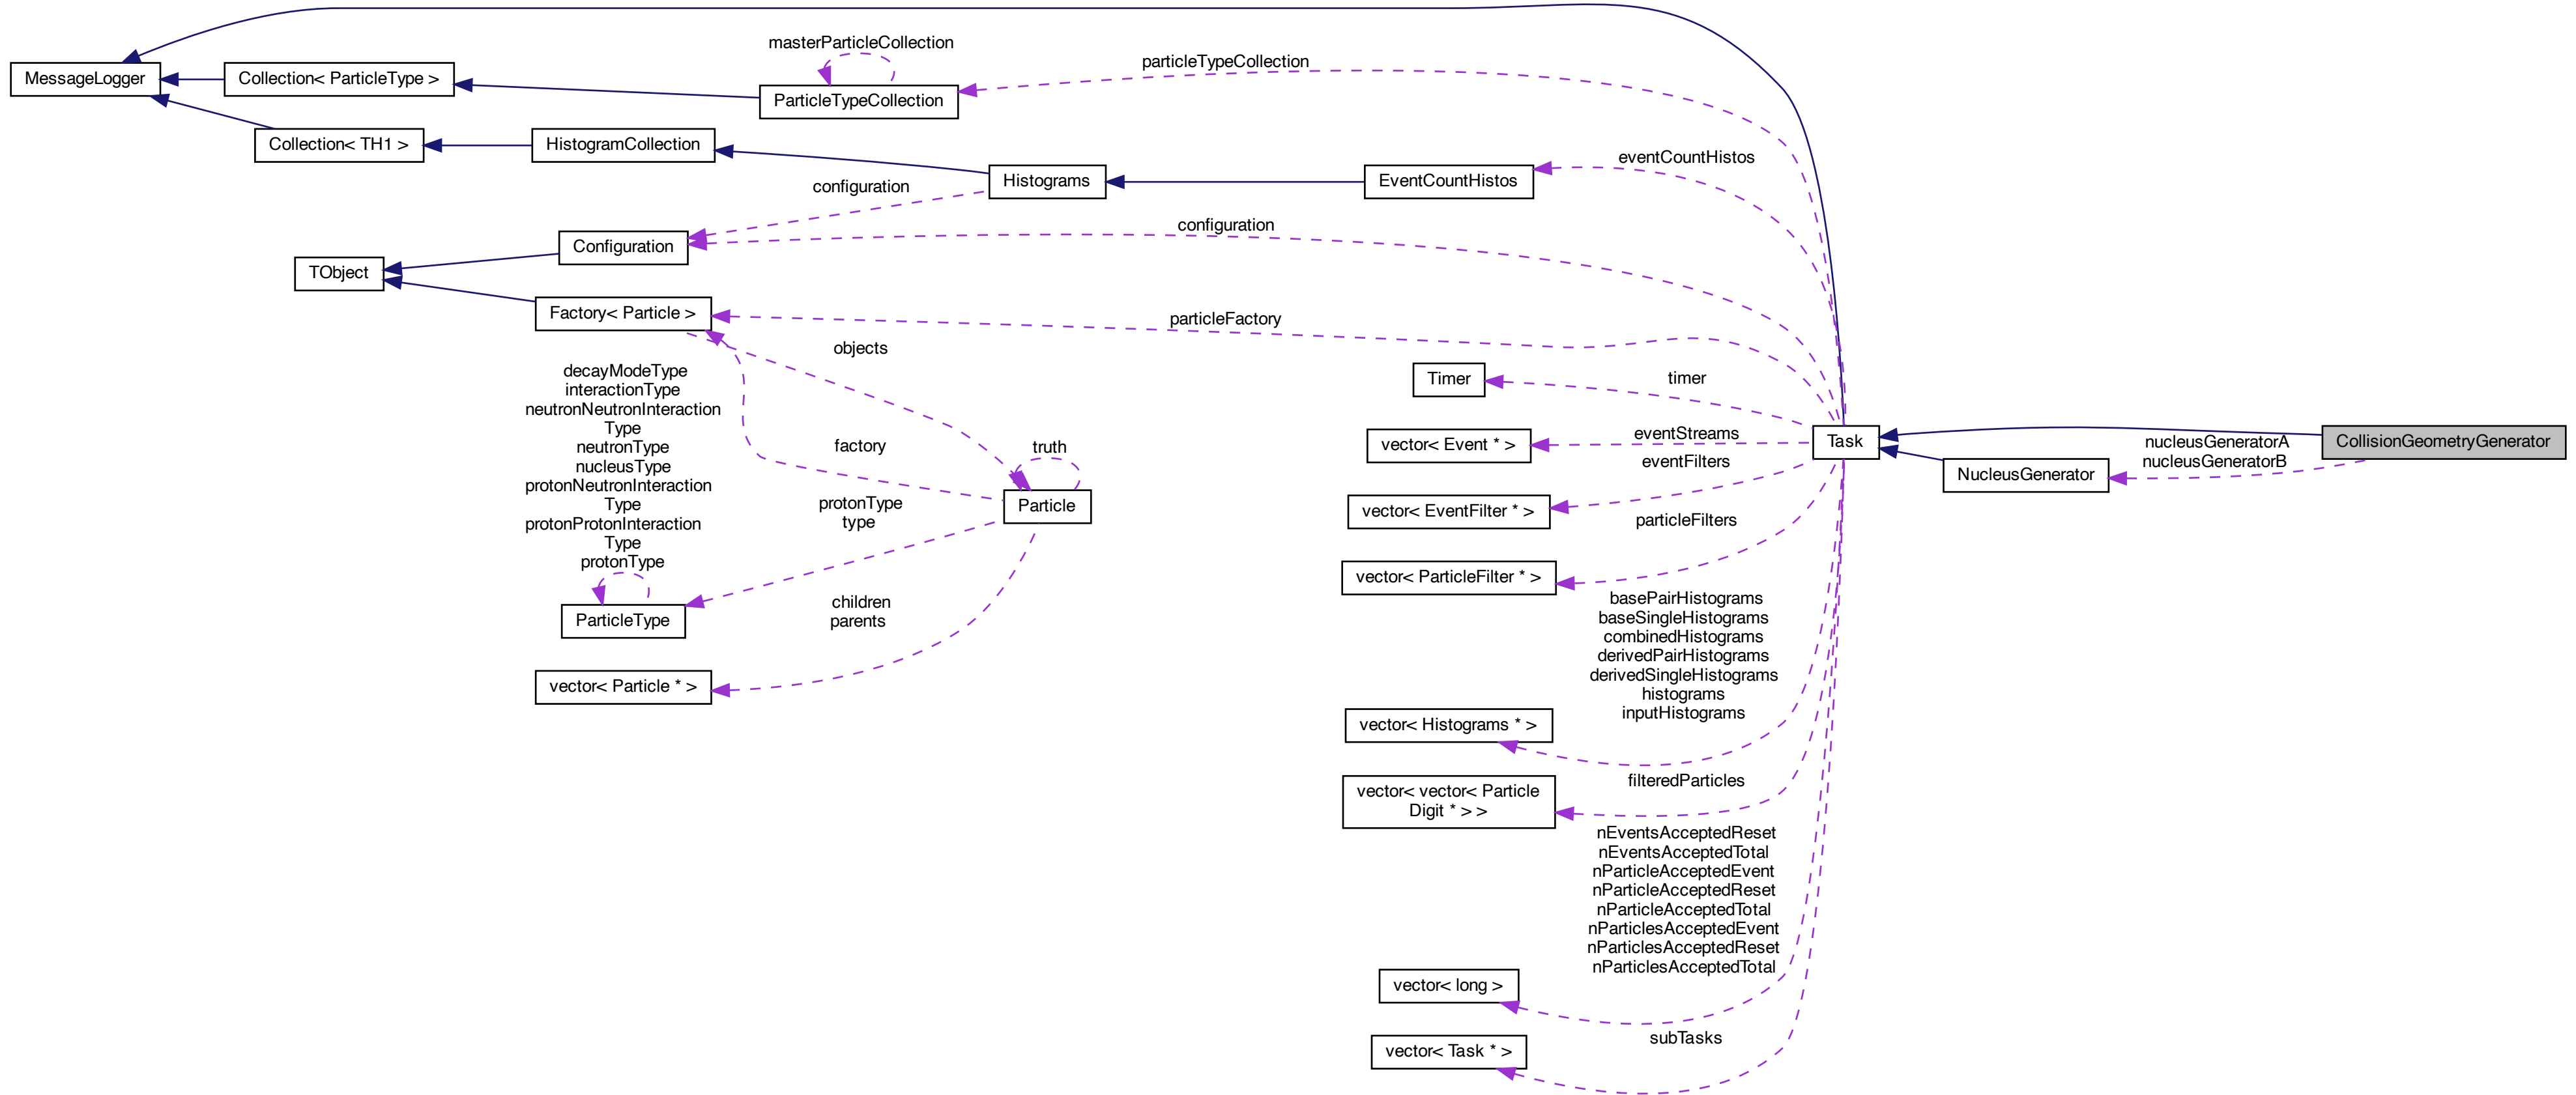 masterParticleCollection
particleTypeCollection
MessageLogger
Collection< ParticleType >
ParticleTypeCollection
Collection< TH1 >
HistogramCollection
eventCountHistos
configuration
Histograms
EventCountHistos
configuration
Configuration
TObject
Factory< Particle >
particleFactory
objects
decayModeType
interactionType
neutronNeutronInteraction
Type
neutronType
nucleusType
protonNeutronInteraction
Type
protonProtonInteraction
Type
protonType
factory
truth
protonType
type
Particle
ParticleType
children
parents
vector< Particle * >
Timer
timer
vector< Event * >
eventStreams
eventFilters
vector< EventFilter * >
particleFilters
vector< ParticleFilter * >
basePairHistograms
baseSingleHistograms
combinedHistograms
derivedPairHistograms
derivedSingleHistograms
histograms
inputHistograms
vector< Histograms * >
filteredParticles
vector< vector< Particle
Digit * > >
nEventsAcceptedReset
nEventsAcceptedTotal
nParticleAcceptedEvent
nParticleAcceptedReset
nParticleAcceptedTotal
nParticlesAcceptedEvent
nParticlesAcceptedReset
nParticlesAcceptedTotal
vector< long >
subTasks
vector< Task * >
Task
NucleusGenerator
nucleusGeneratorA
nucleusGeneratorB
CollisionGeometryGenerator